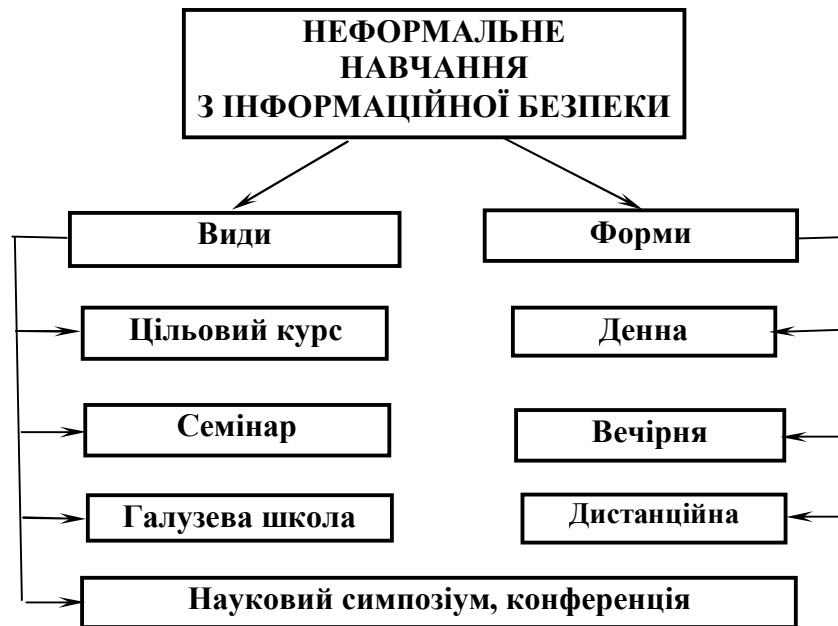 НЕФОРМАЛЬНЕ
НАВЧАННЯ
З ІНФОРМАЦІЙНОЇ БЕЗПЕКИ
Види
Форми
Цільовий курс
Денна
Семінар
Вечірня
Галузева школа
Дистанційна
Науковий симпозіум, конференція